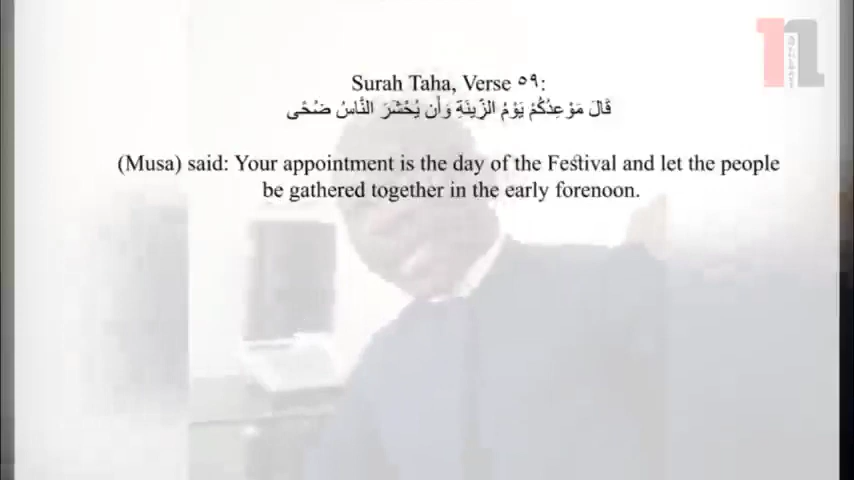 Surah Taha, Verse ٥٩:
قَالَ مَوْعِدُكُمْ يَوْمُ الزِّينَةِ وَأَن يُحْشَرَ النَّاسُ ضُحًى
(Musa) said: Your appointment is the day of the Festival and let the people
be gathered together in the early forenoon.